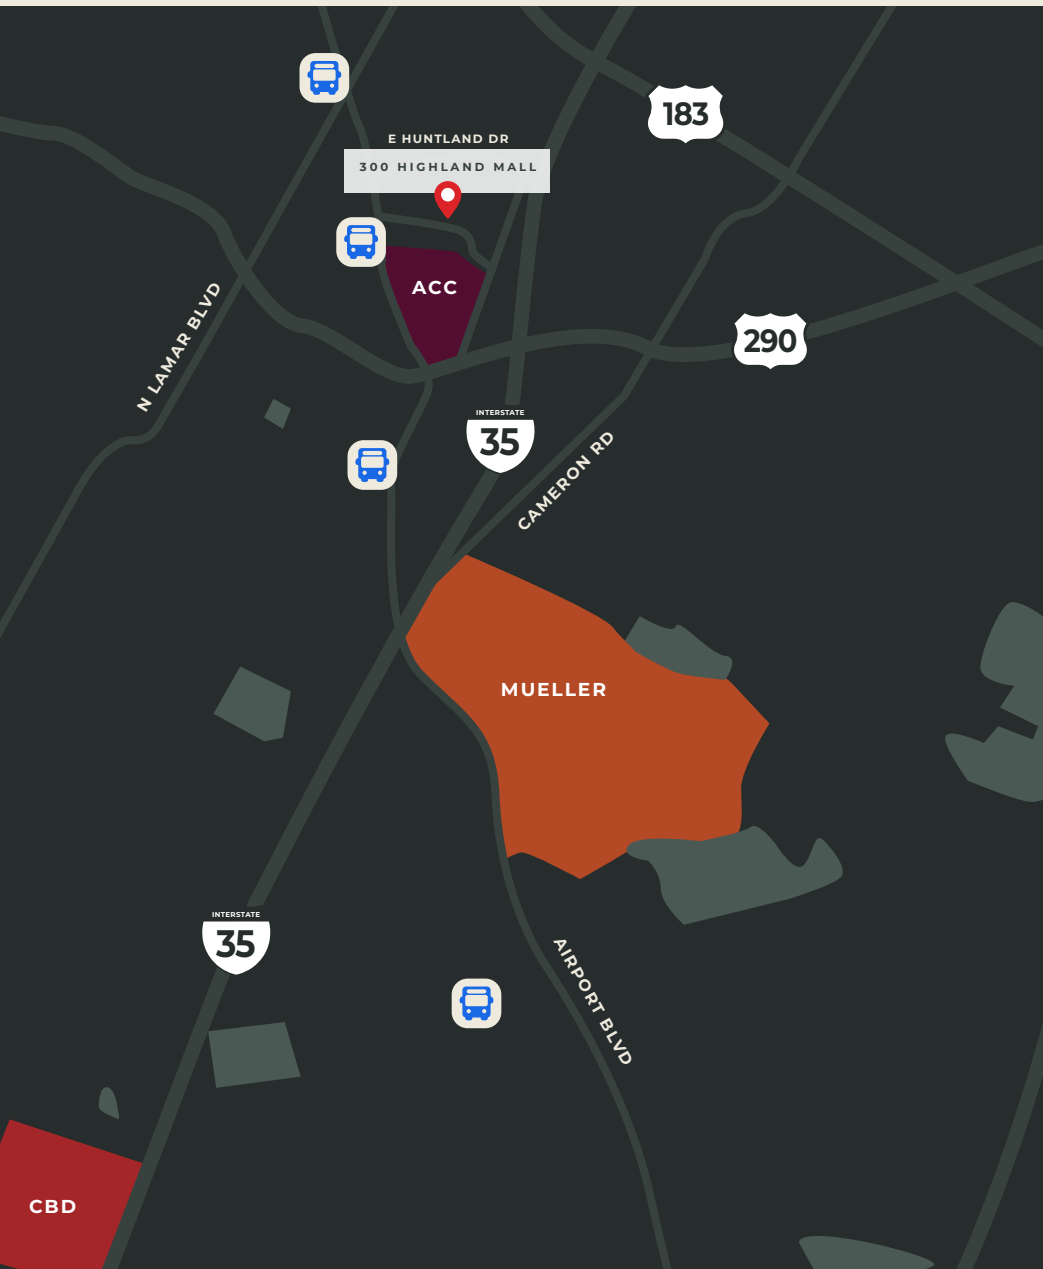 183
E HUNTLAND DR
300 HIGHLAND MALL
ACC
N LAMAR BLVD
290
INTERSTATE
35
CAMERON RD
MUELLER
INTERSTATE
35
AIRPORT BLVD
CBD